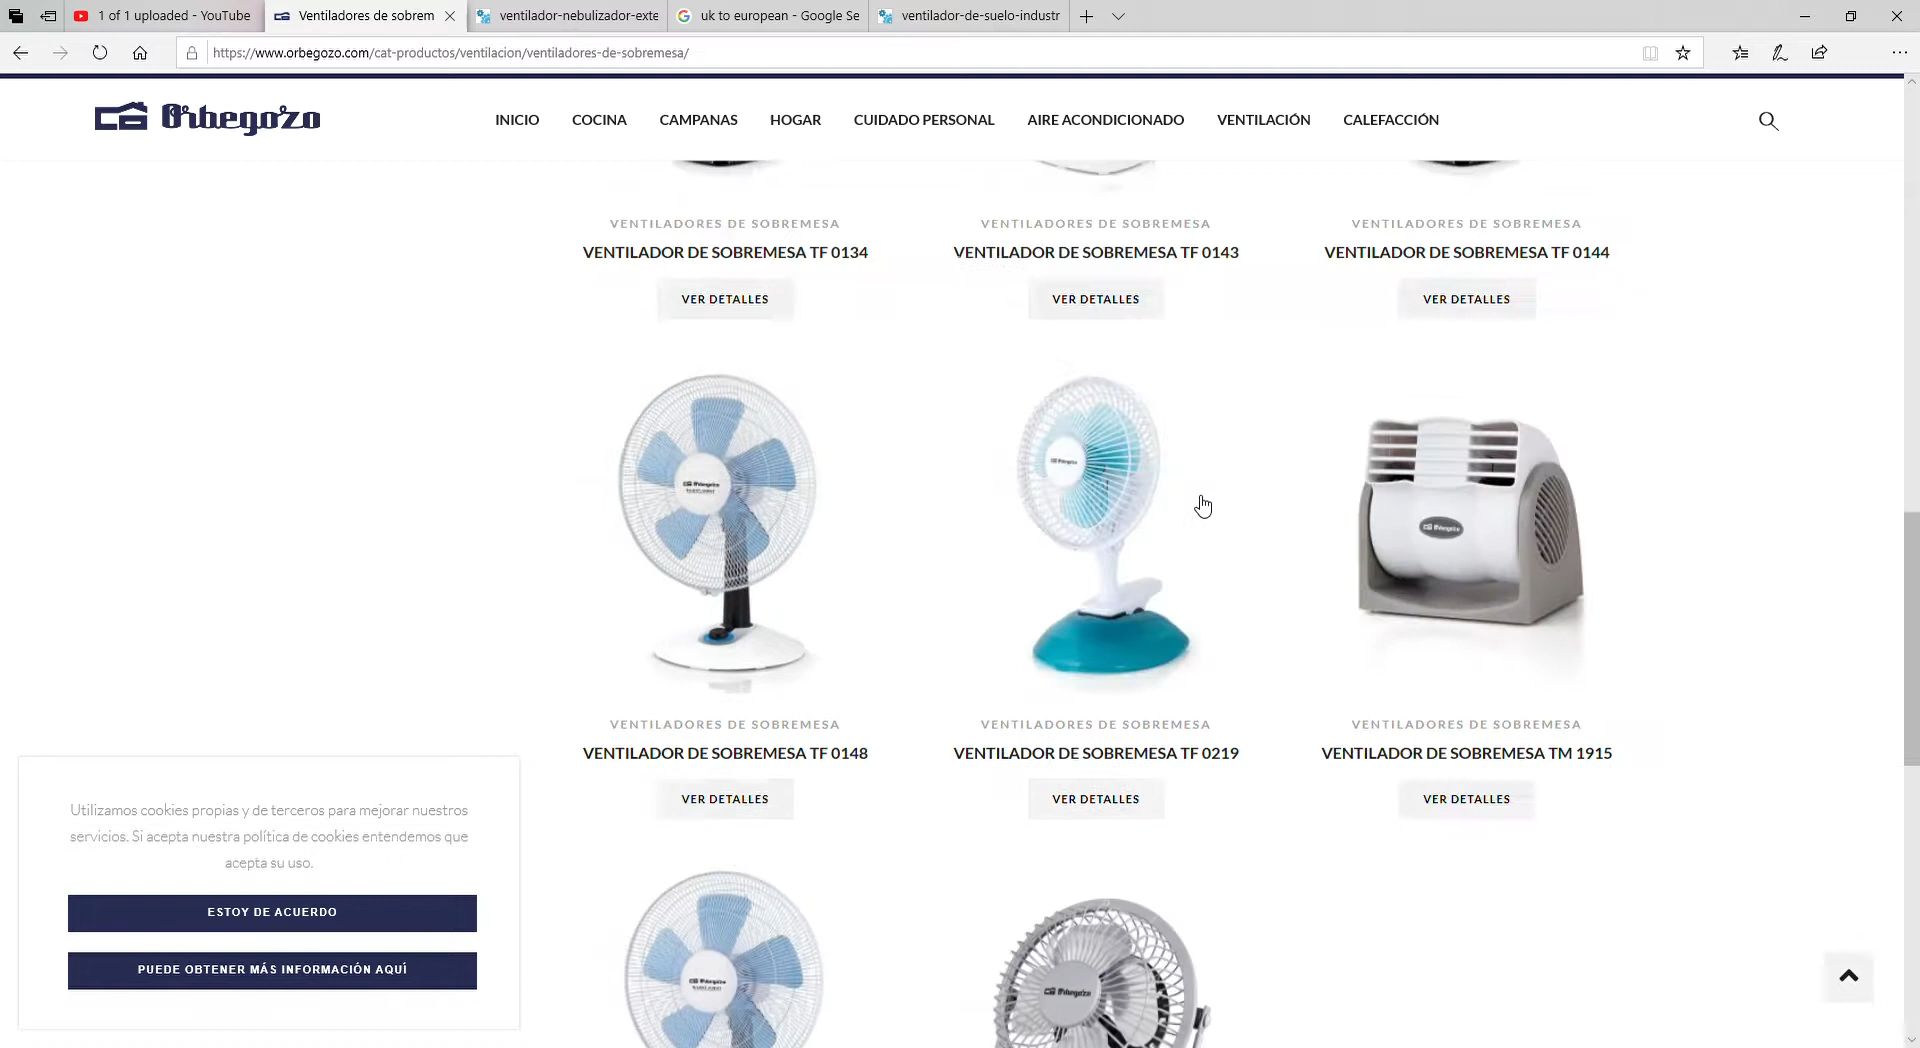 1 of 1 uploaded - YouTube
Ventiladores de sobrem
ventilador-nebulizador-exte
uk to european - Google Se
ventilador-de-suelo-industr
https://www.orbegozo.com/cat-productos/ventilacion/ventiladores-de-sobremesa/
Orbegozo
INICIO COCINA CAMPANAS HOGAR CUIDADO PERSONAL AIRE ACONDICIONADO VENTILACIÓN CALEFACCIÓN
VENTILADORES DE SOBREMESA VENTILADORES DE SOBREMESA VENTILADORES DE SOBREMESA
VENTILADOR DE SOBREMESA TF 0134 VENTILADOR DE SOBREMESA TF 0143 VENTILADOR DE SOBREMESA TF 0144
VER DETALLES VER DETALLES VER DETALLES
Orbegozo
Orbegozo
Orbegozo
VENTILADORES DE SOBREMESA VENTILADORES DE SOBREMESA VENTILADORES DE SOBREMESA
VENTILADOR DE SOBREMESA TF 0148 VENTILADOR DE SOBREMESA TF 0219 VENTILADOR DE SOBREMESA TM 1915
VER DETALLES VER DETALLES VER DETALLES
Utilizamos cookies propias y de terceros para mejorar nuestros
servicios. Si acepta nuestra política de cookies entendemos que
acepta su uso.
ESTOY DE ACUERDO
PUEDE OBTENER MÁS INFORMACIÓN AQUÍ
Orbegozo
Orbegozo